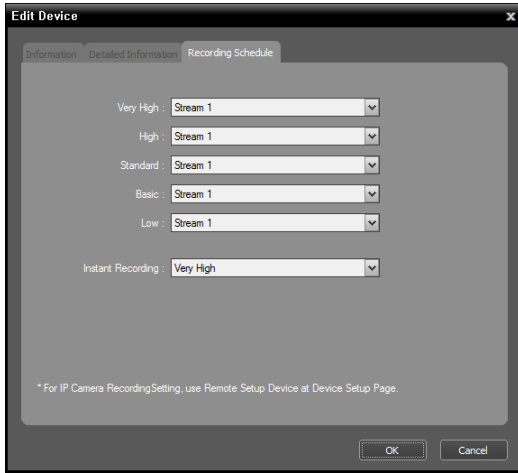 Edit Device x
Information Detailed Information Recording Schedule
Very High : Stream 1
High : Stream 1
Standard : Stream 1
Basic : Stream 1
Low : Stream 1
Instant Recording : Very High
* For IP Camera RecordingSetting, use Remote Setup Device at Device Setup Page.
OK Cancel